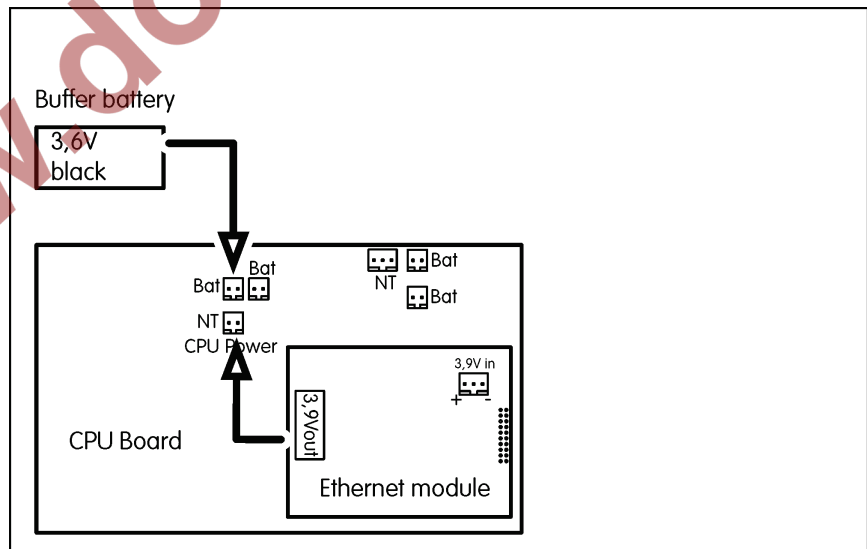 w.do
Buffer battery
3,6V
black
Bat
Bat
Bat
NT
NT
Bat
CPU Power
3,9V in
+ -
3,9Vout
CPU Board
Ethernet module